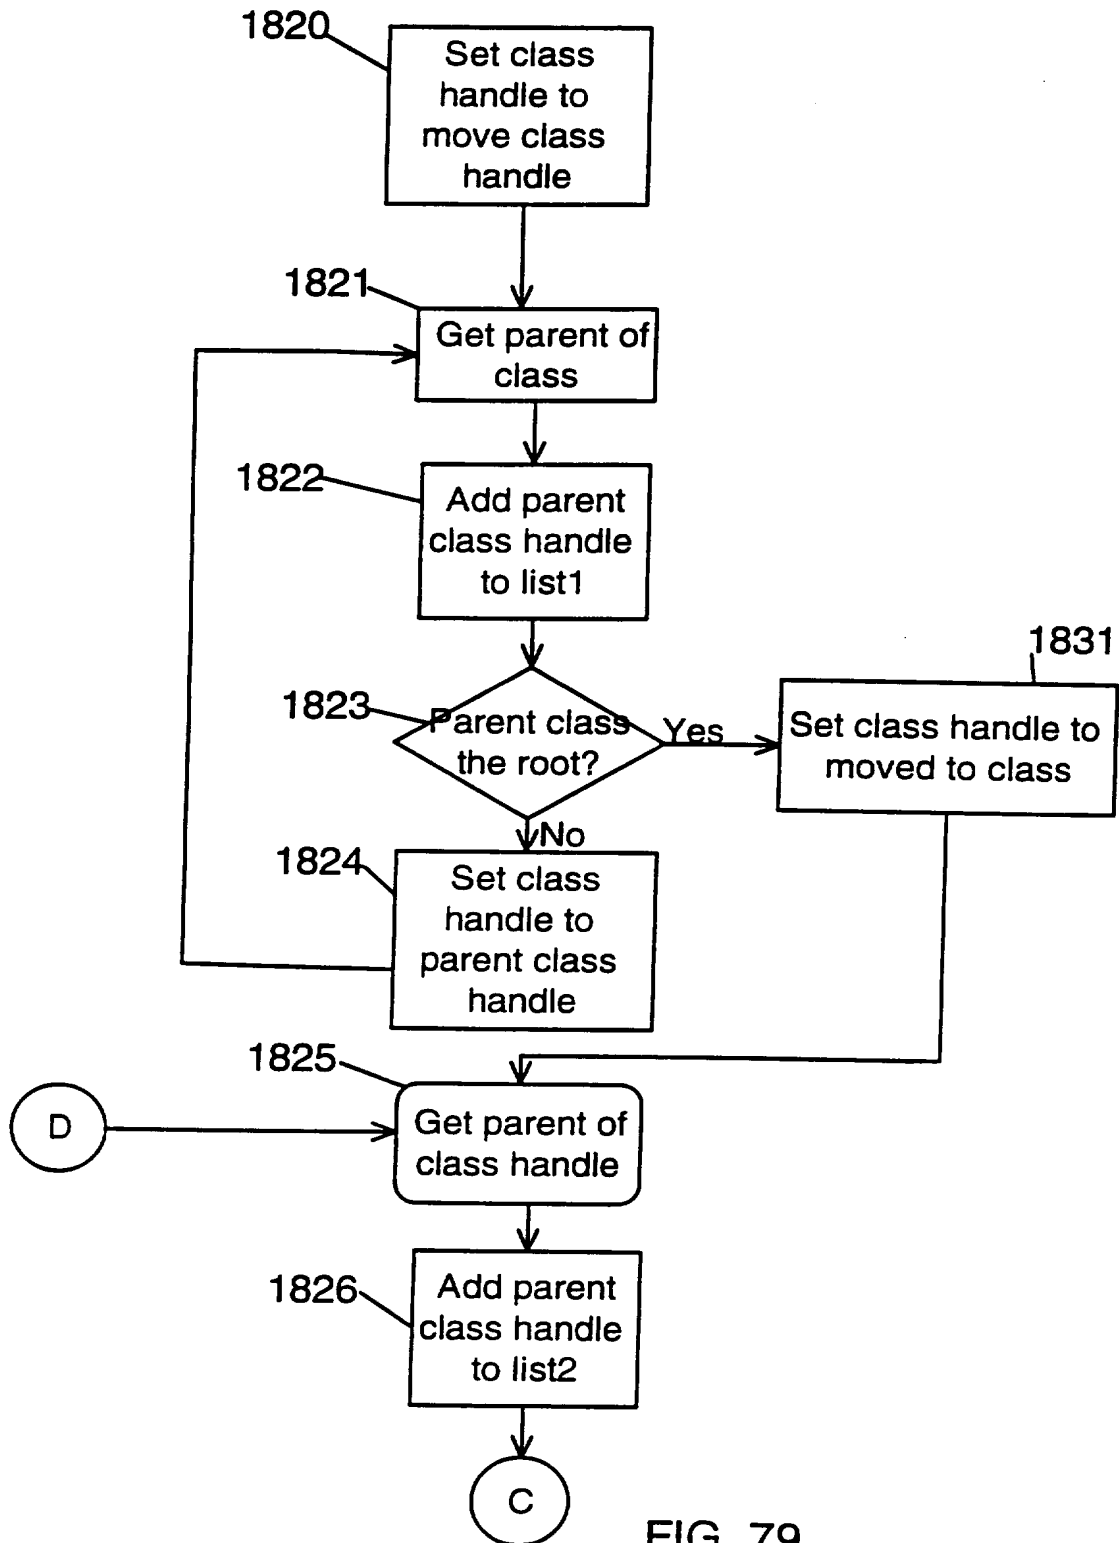 1820
Set class
handle to
move class
handle
1821
Get parent of
class
1822
Add parent
class handle
to list1
1823
Parent class
the root?
Yes
1831
Set class handle to
moved to class
No
1824
Set class
handle to
parent class
handle
1825
D
Get parent of
class handle
1826
Add parent
class handle
to list2
C
FIG. 79